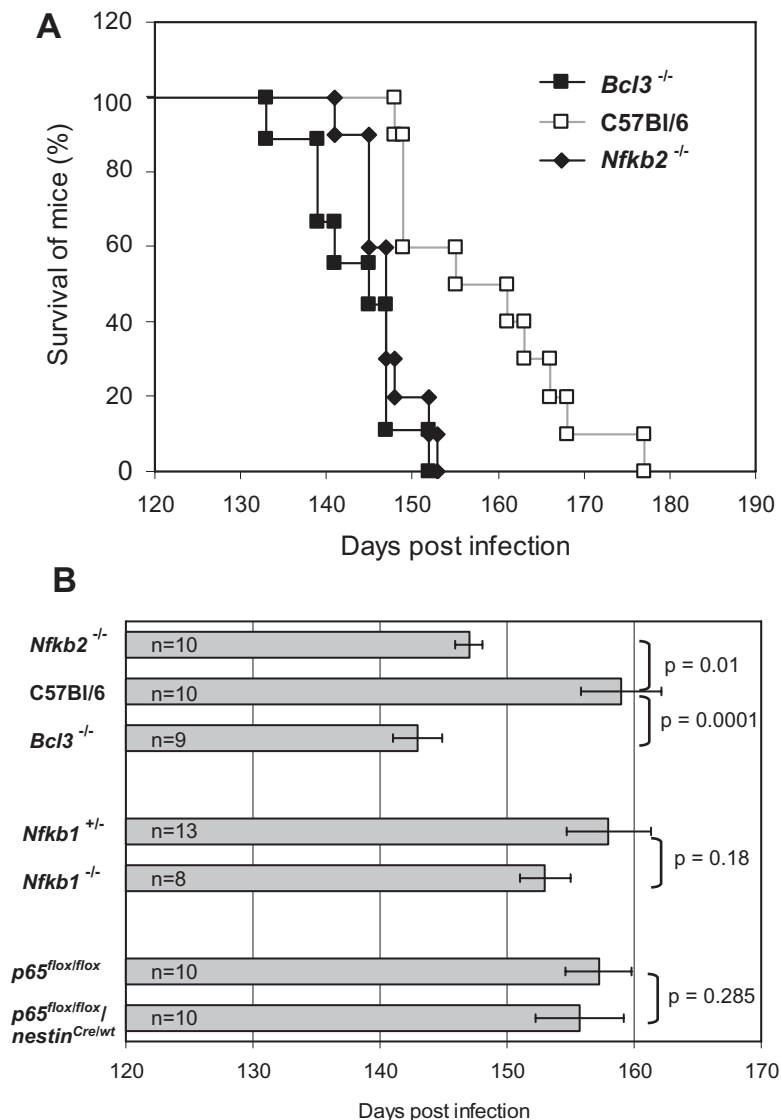 A
120
100
80
60
40
20
0
Survival of mice (%)
Bcl3 -/-
C57Bl/6
Nfkb2 -/-
120 130 140 150 160 170 180 190
Days post infection
B
Nfkb2 -/- n=10
C57Bl/6 n=10
Bcl3 -/- n=9
p = 0.01
p = 0.0001
Nfkb1 +/- n=13
Nfkb1 -/- n=8
p = 0.18
p65flox/flox n=10
p65flox/flox/ n=10
nestinCre/wt
p = 0.285
120 130 140 150 160 170
Days post infection